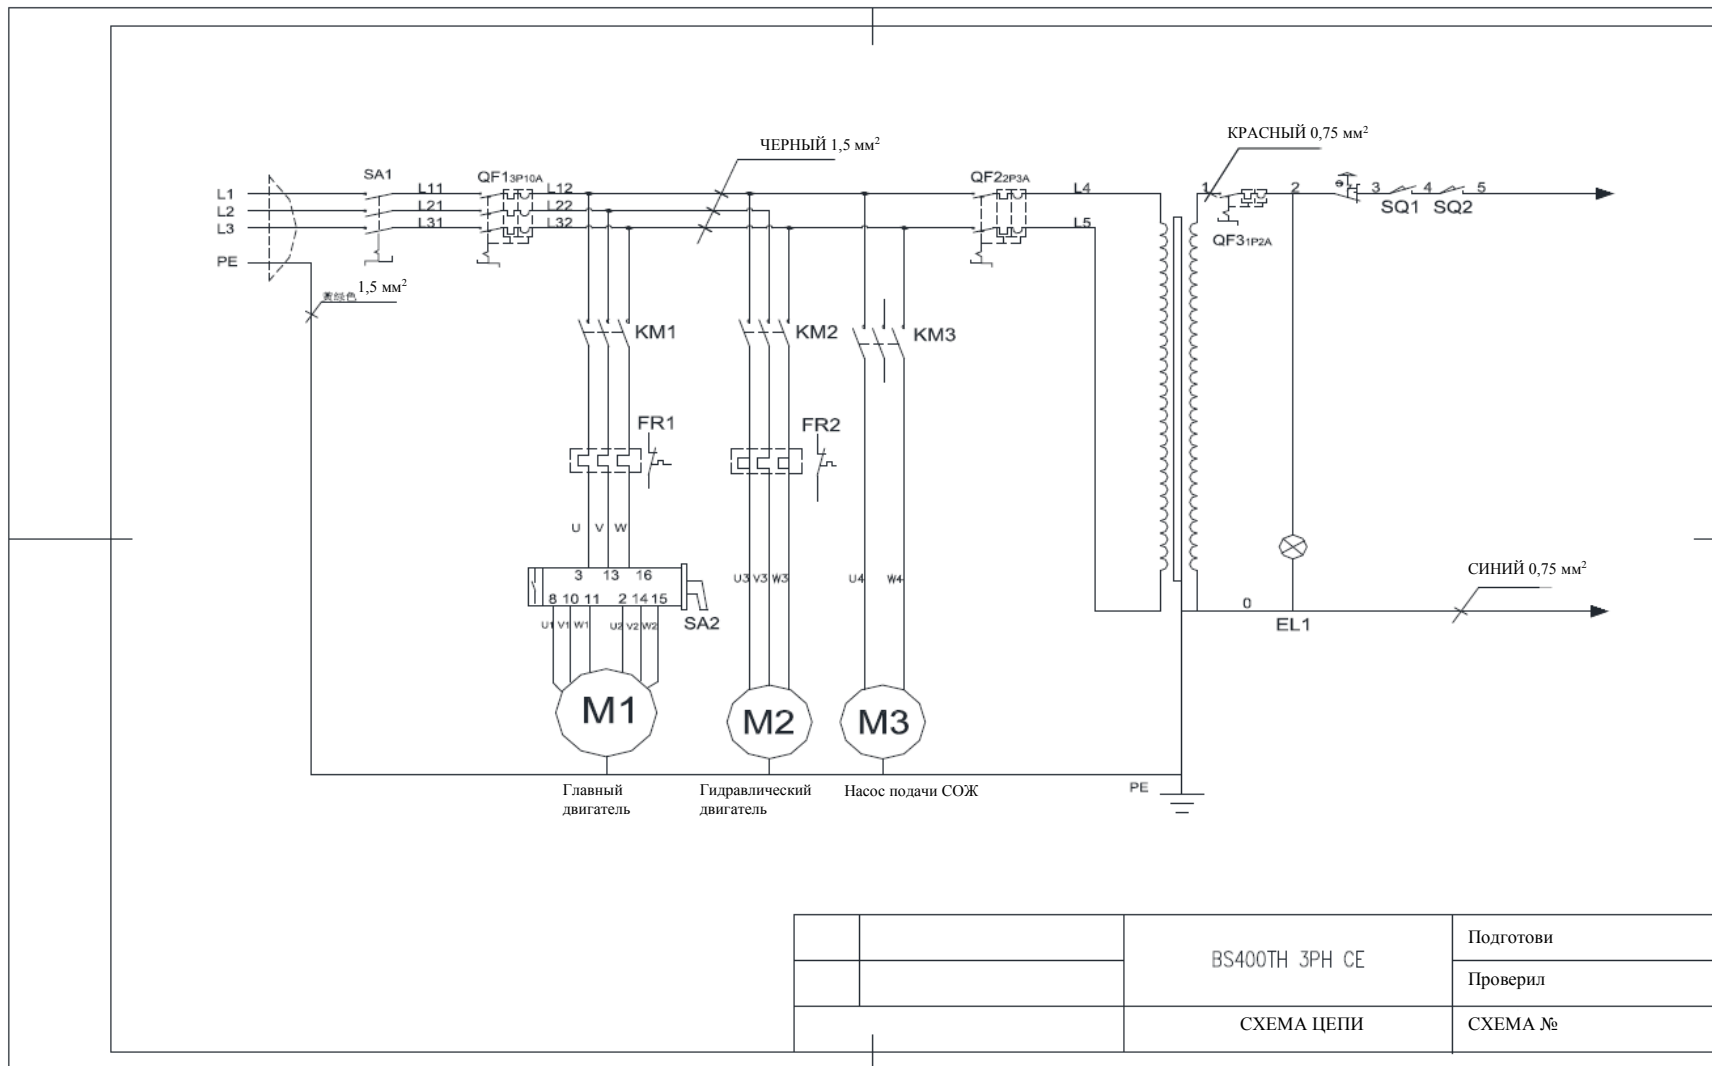 ЧЕРНЫЙ 1,5 мм²
КРАСНЫЙ 0,75 мм²
SA1
QF1 3P10A
QF2 2P3A
L1
L11
L12
L4
1
2
3
4
5
L2
L21
L22
SQ1
SQ2
L3
L31
L32
L5
QF3 1P2A
PE
黄绿色 1,5 мм²
KM1
KM2
KM3
FR1
FR2
U
V
W
СИНИЙ 0,75 мм²
3 13 16
U3
V3
W3
U4
W4
8 10 11 2 14 15
0
SA2
EL1
U1
V1
W1
U2
V2
W2
M1
M2
M3
Главный
двигатель
Гидравлический
двигатель
Насос подачи СОЖ
PE
BS400TH 3PH CE
Подготови
Проверил
СХЕМА ЦЕПИ
СХЕМА №